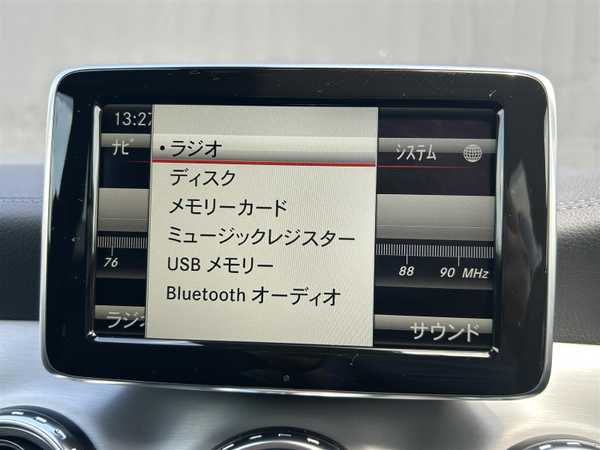 13:27
ナビ
システム
• ラジオ
ディスク
メモリーカード
ミュージックレジスター
USB メモリー
Bluetooth オーディオ
76
88 90 MHz
ラジオ
サウンド